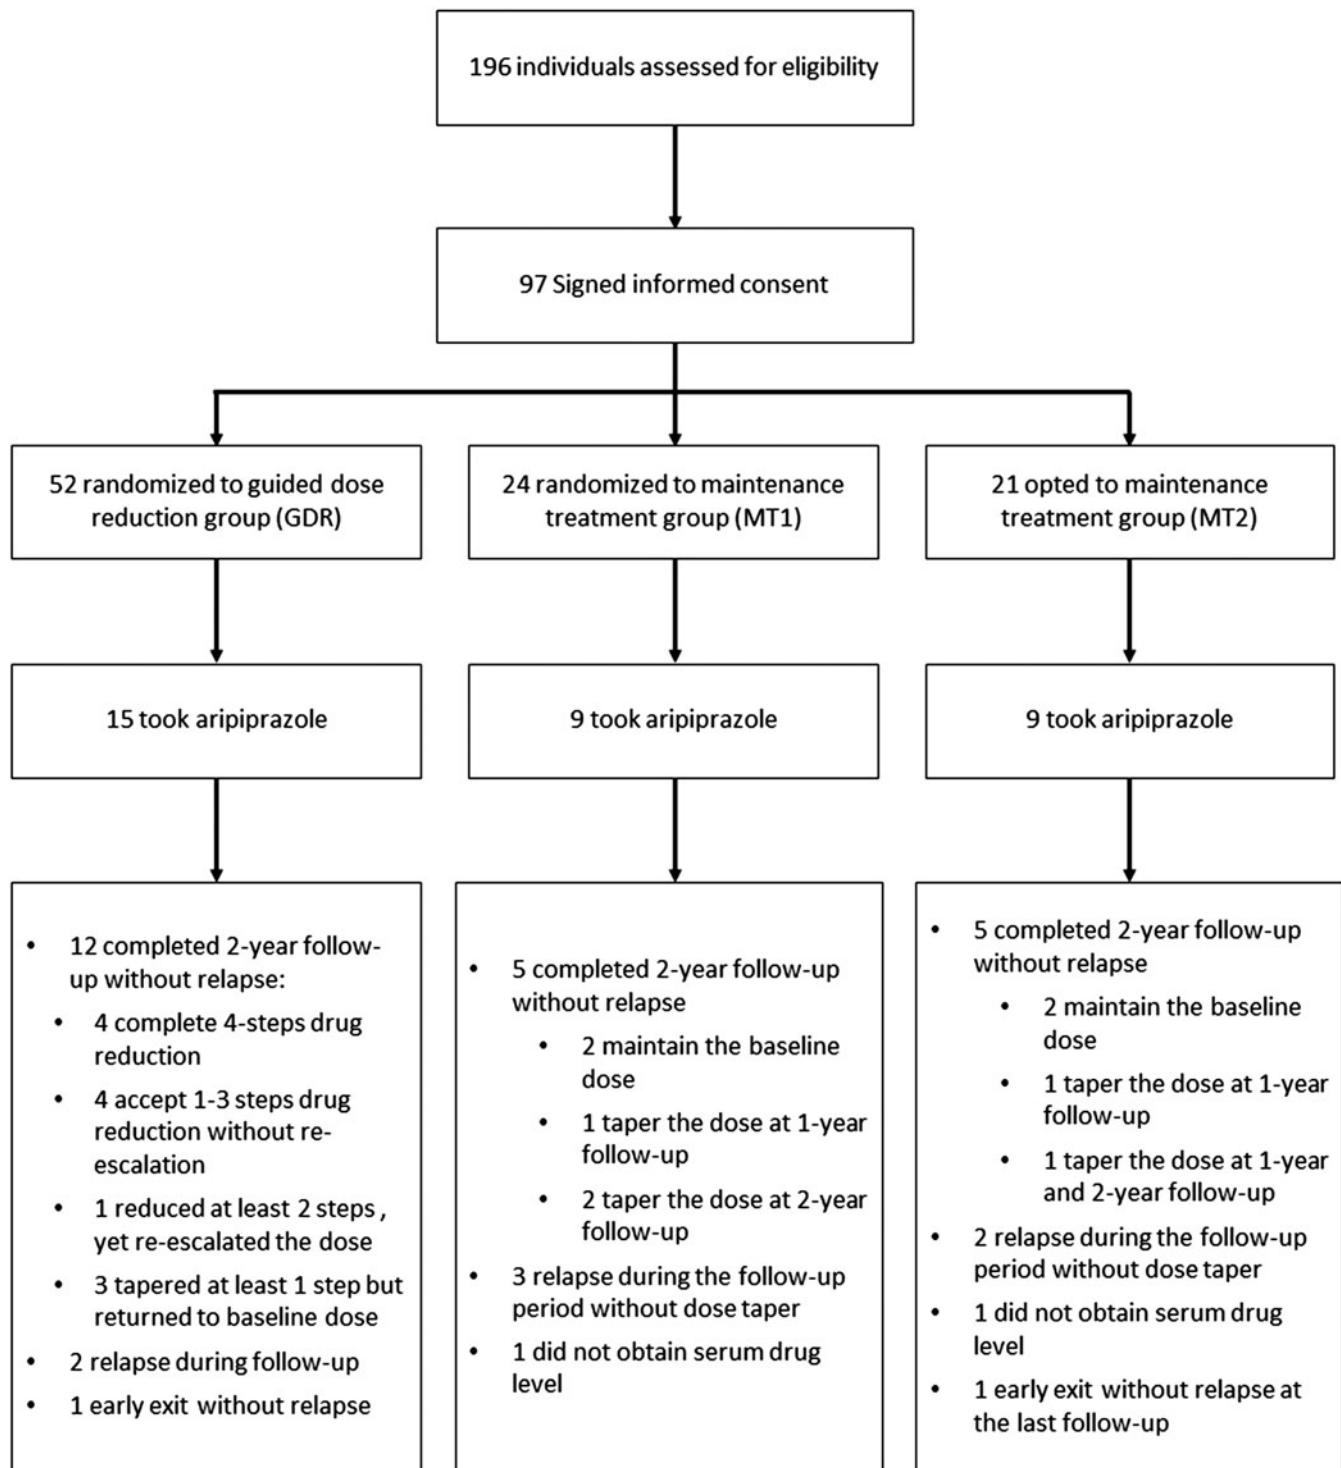 196 individuals assessed for eligibility
97 Signed informed consent
52 randomized to guided dose
reduction group (GDR)
24 randomized to maintenance
treatment group (MT1)
21 opted to maintenance
treatment group (MT2)
15 took aripiprazole
9 took aripiprazole
9 took aripiprazole
• 12 completed 2-year follow-
up without relapse:
• 4 complete 4-steps drug
reduction
• 4 accept 1-3 steps drug
reduction without re-
escalation
• 1 reduced at least 2 steps ,
yet re-escalated the dose
• 3 tapered at least 1 step but
returned to baseline dose
• 2 relapse during follow-up
• 1 early exit without relapse
• 5 completed 2-year follow-up
without relapse
• 2 maintain the baseline
dose
• 1 taper the dose at 1-year
follow-up
• 2 taper the dose at 2-year
follow-up
• 3 relapse during the follow-up
period without dose taper
• 1 did not obtain serum drug
level
• 5 completed 2-year follow-up
without relapse
• 2 maintain the baseline
dose
• 1 taper the dose at 1-year
follow-up
• 1 taper the dose at 1-year
and 2-year follow-up
• 2 relapse during the follow-up
period without dose taper
• 1 did not obtain serum drug
level
• 1 early exit without relapse at
the last follow-up